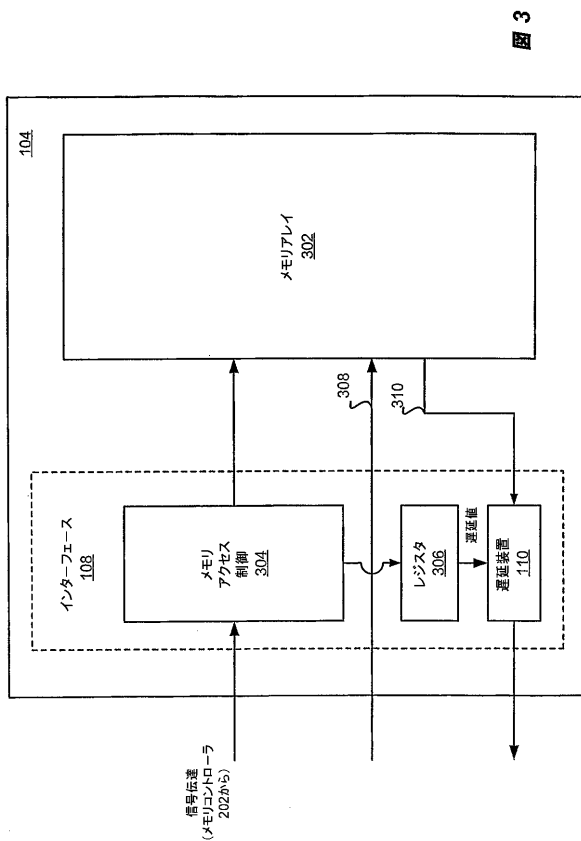 104
メモリアレイ
302
308
310
インターフェース
108
メモリ
アクセス
制御
304
レジスタ
306
遅延値
遅延装置
110
信号伝達
(メモリコントローラ
202から)
図 3